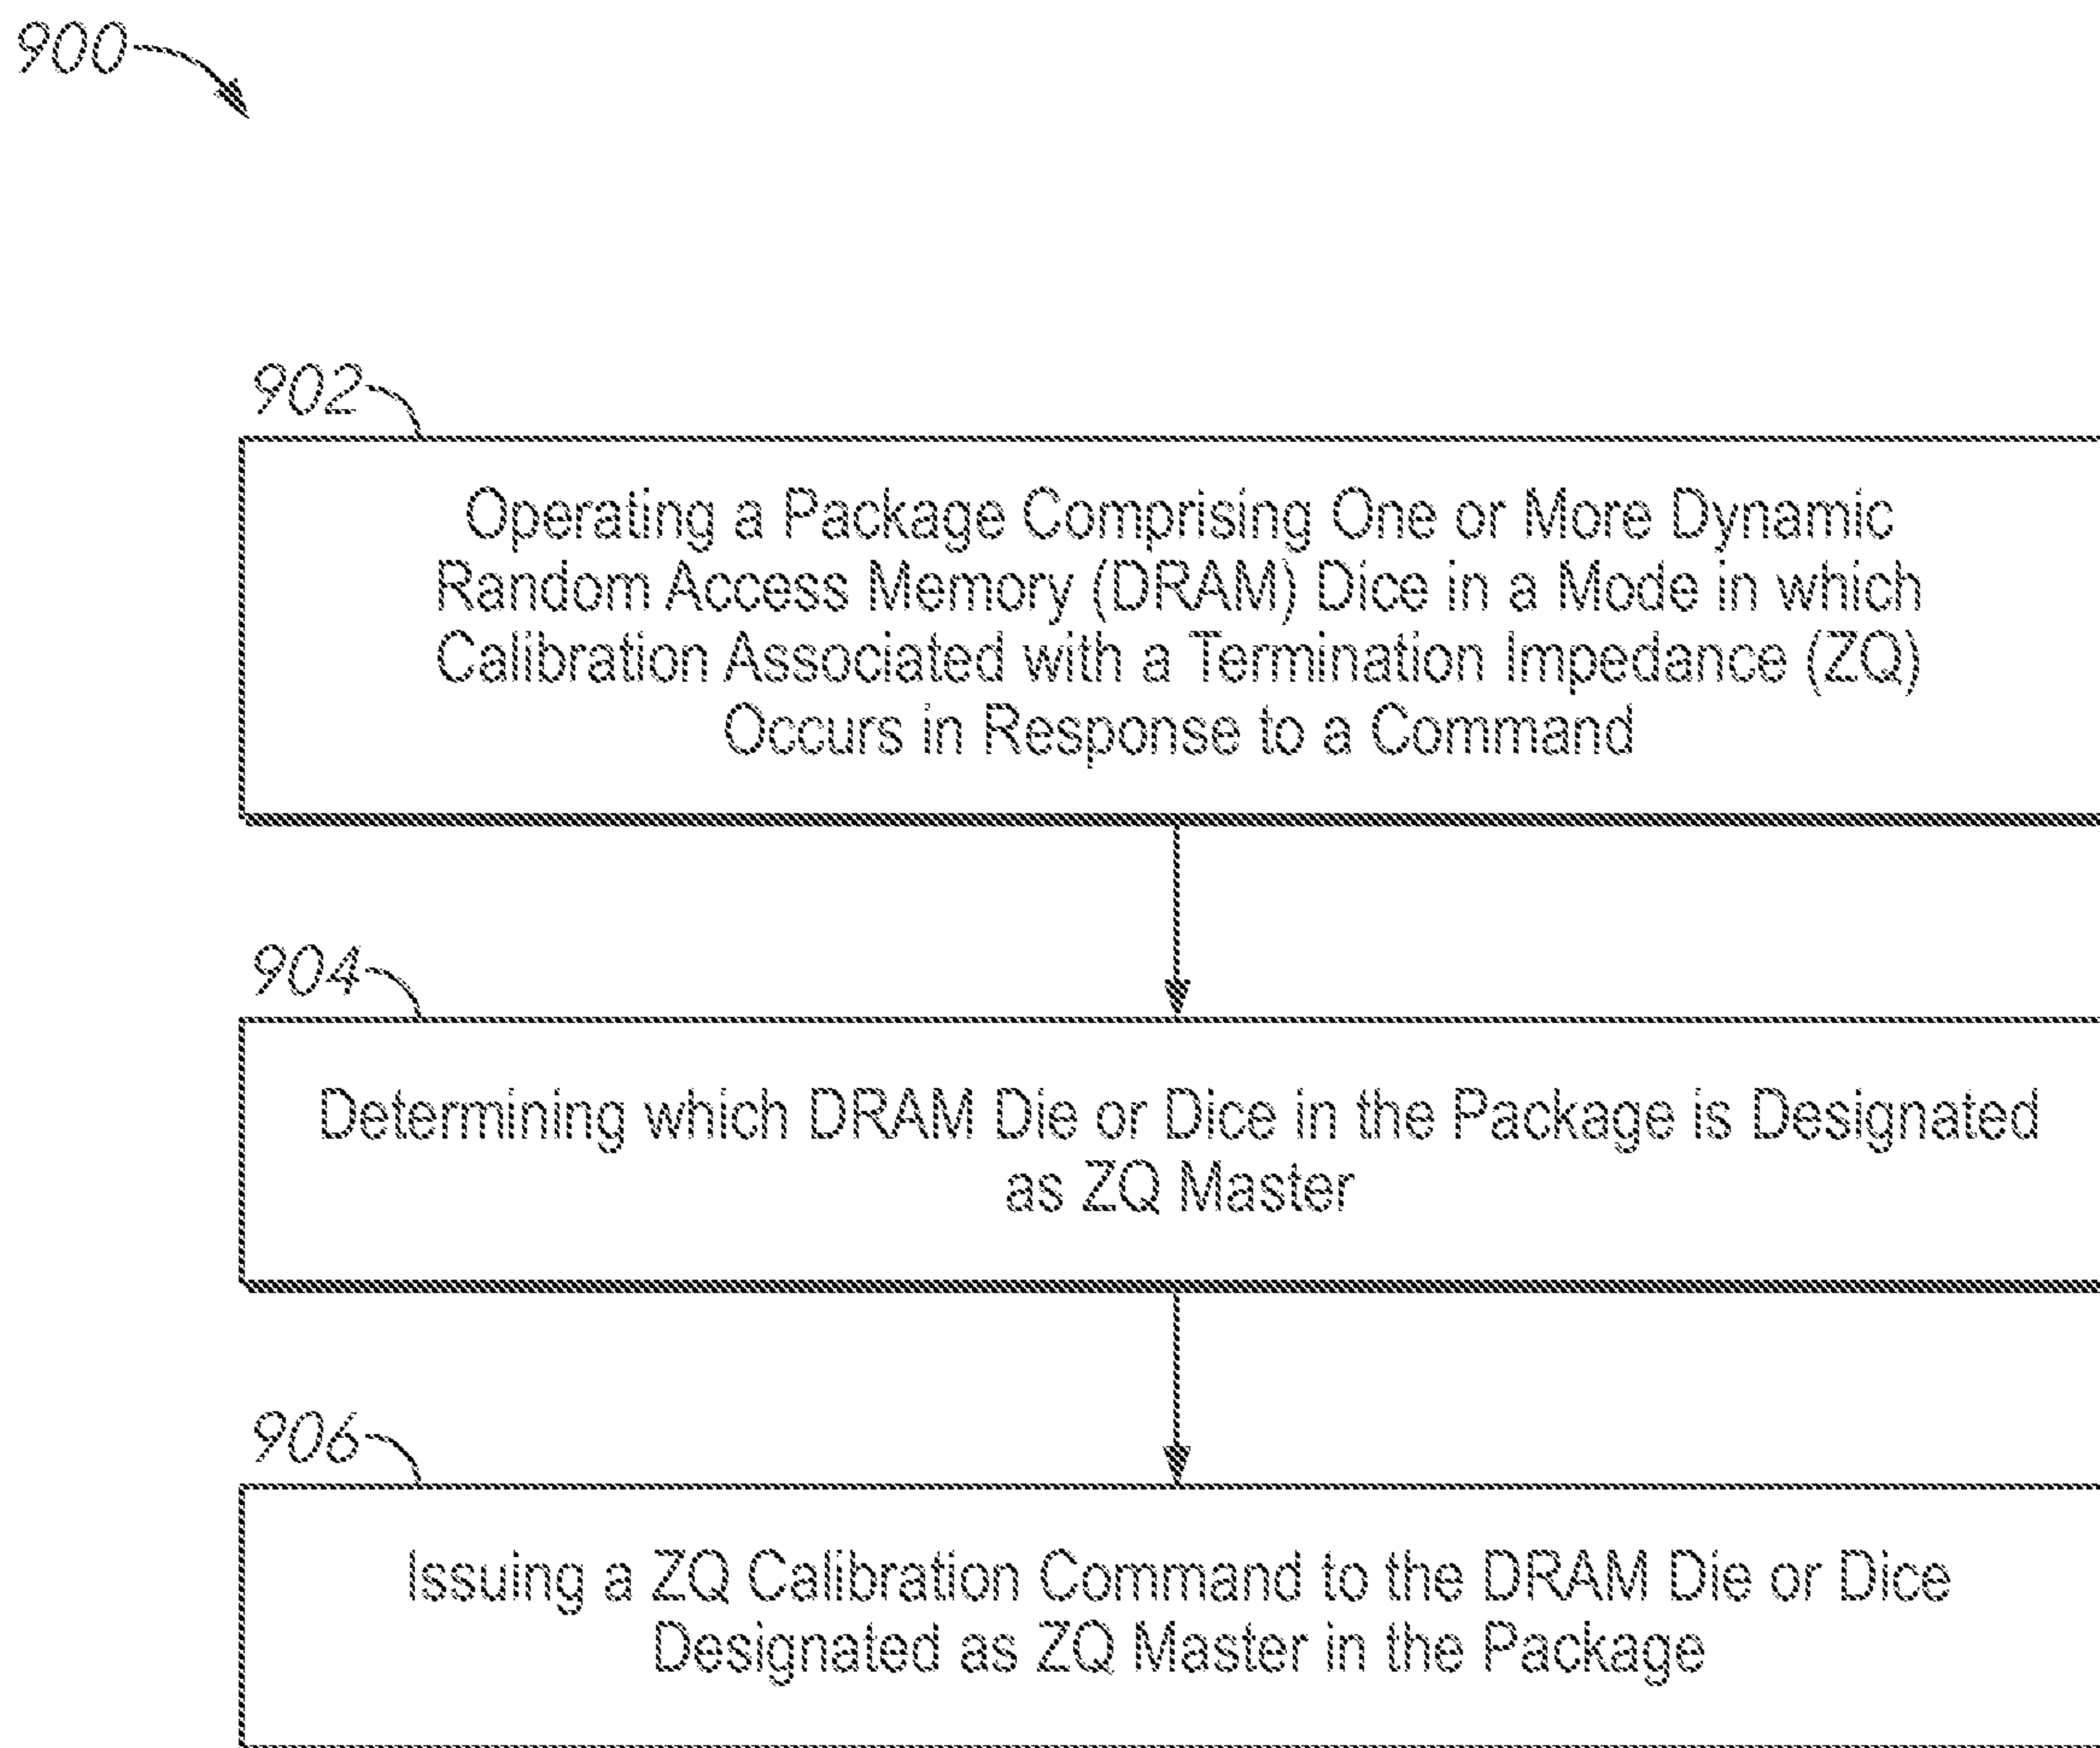 900
902
Operating a Package Comprising One or More Dynamic
Random Access Memory (DRAM) Dice in a Mode in which
Calibration Associated with a Termination Impedance (ZQ)
Occurs in Response to a Command
904
Determining which DRAM Die or Dice in the Package is Designated
as ZQ Master
906
Issuing a ZQ Calibration Command to the DRAM Die or Dice
Designated as ZQ Master in the Package